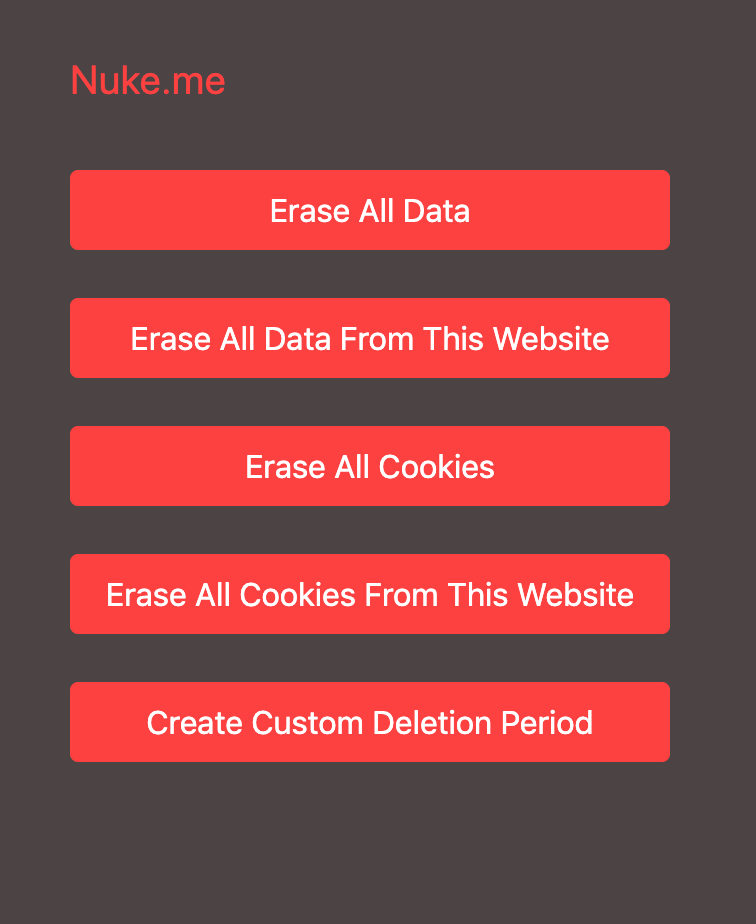 Nuke.me
Erase All Data
Erase All Data From This Website
Erase All Cookies
Erase All Cookies From This Website
Create Custom Deletion Period